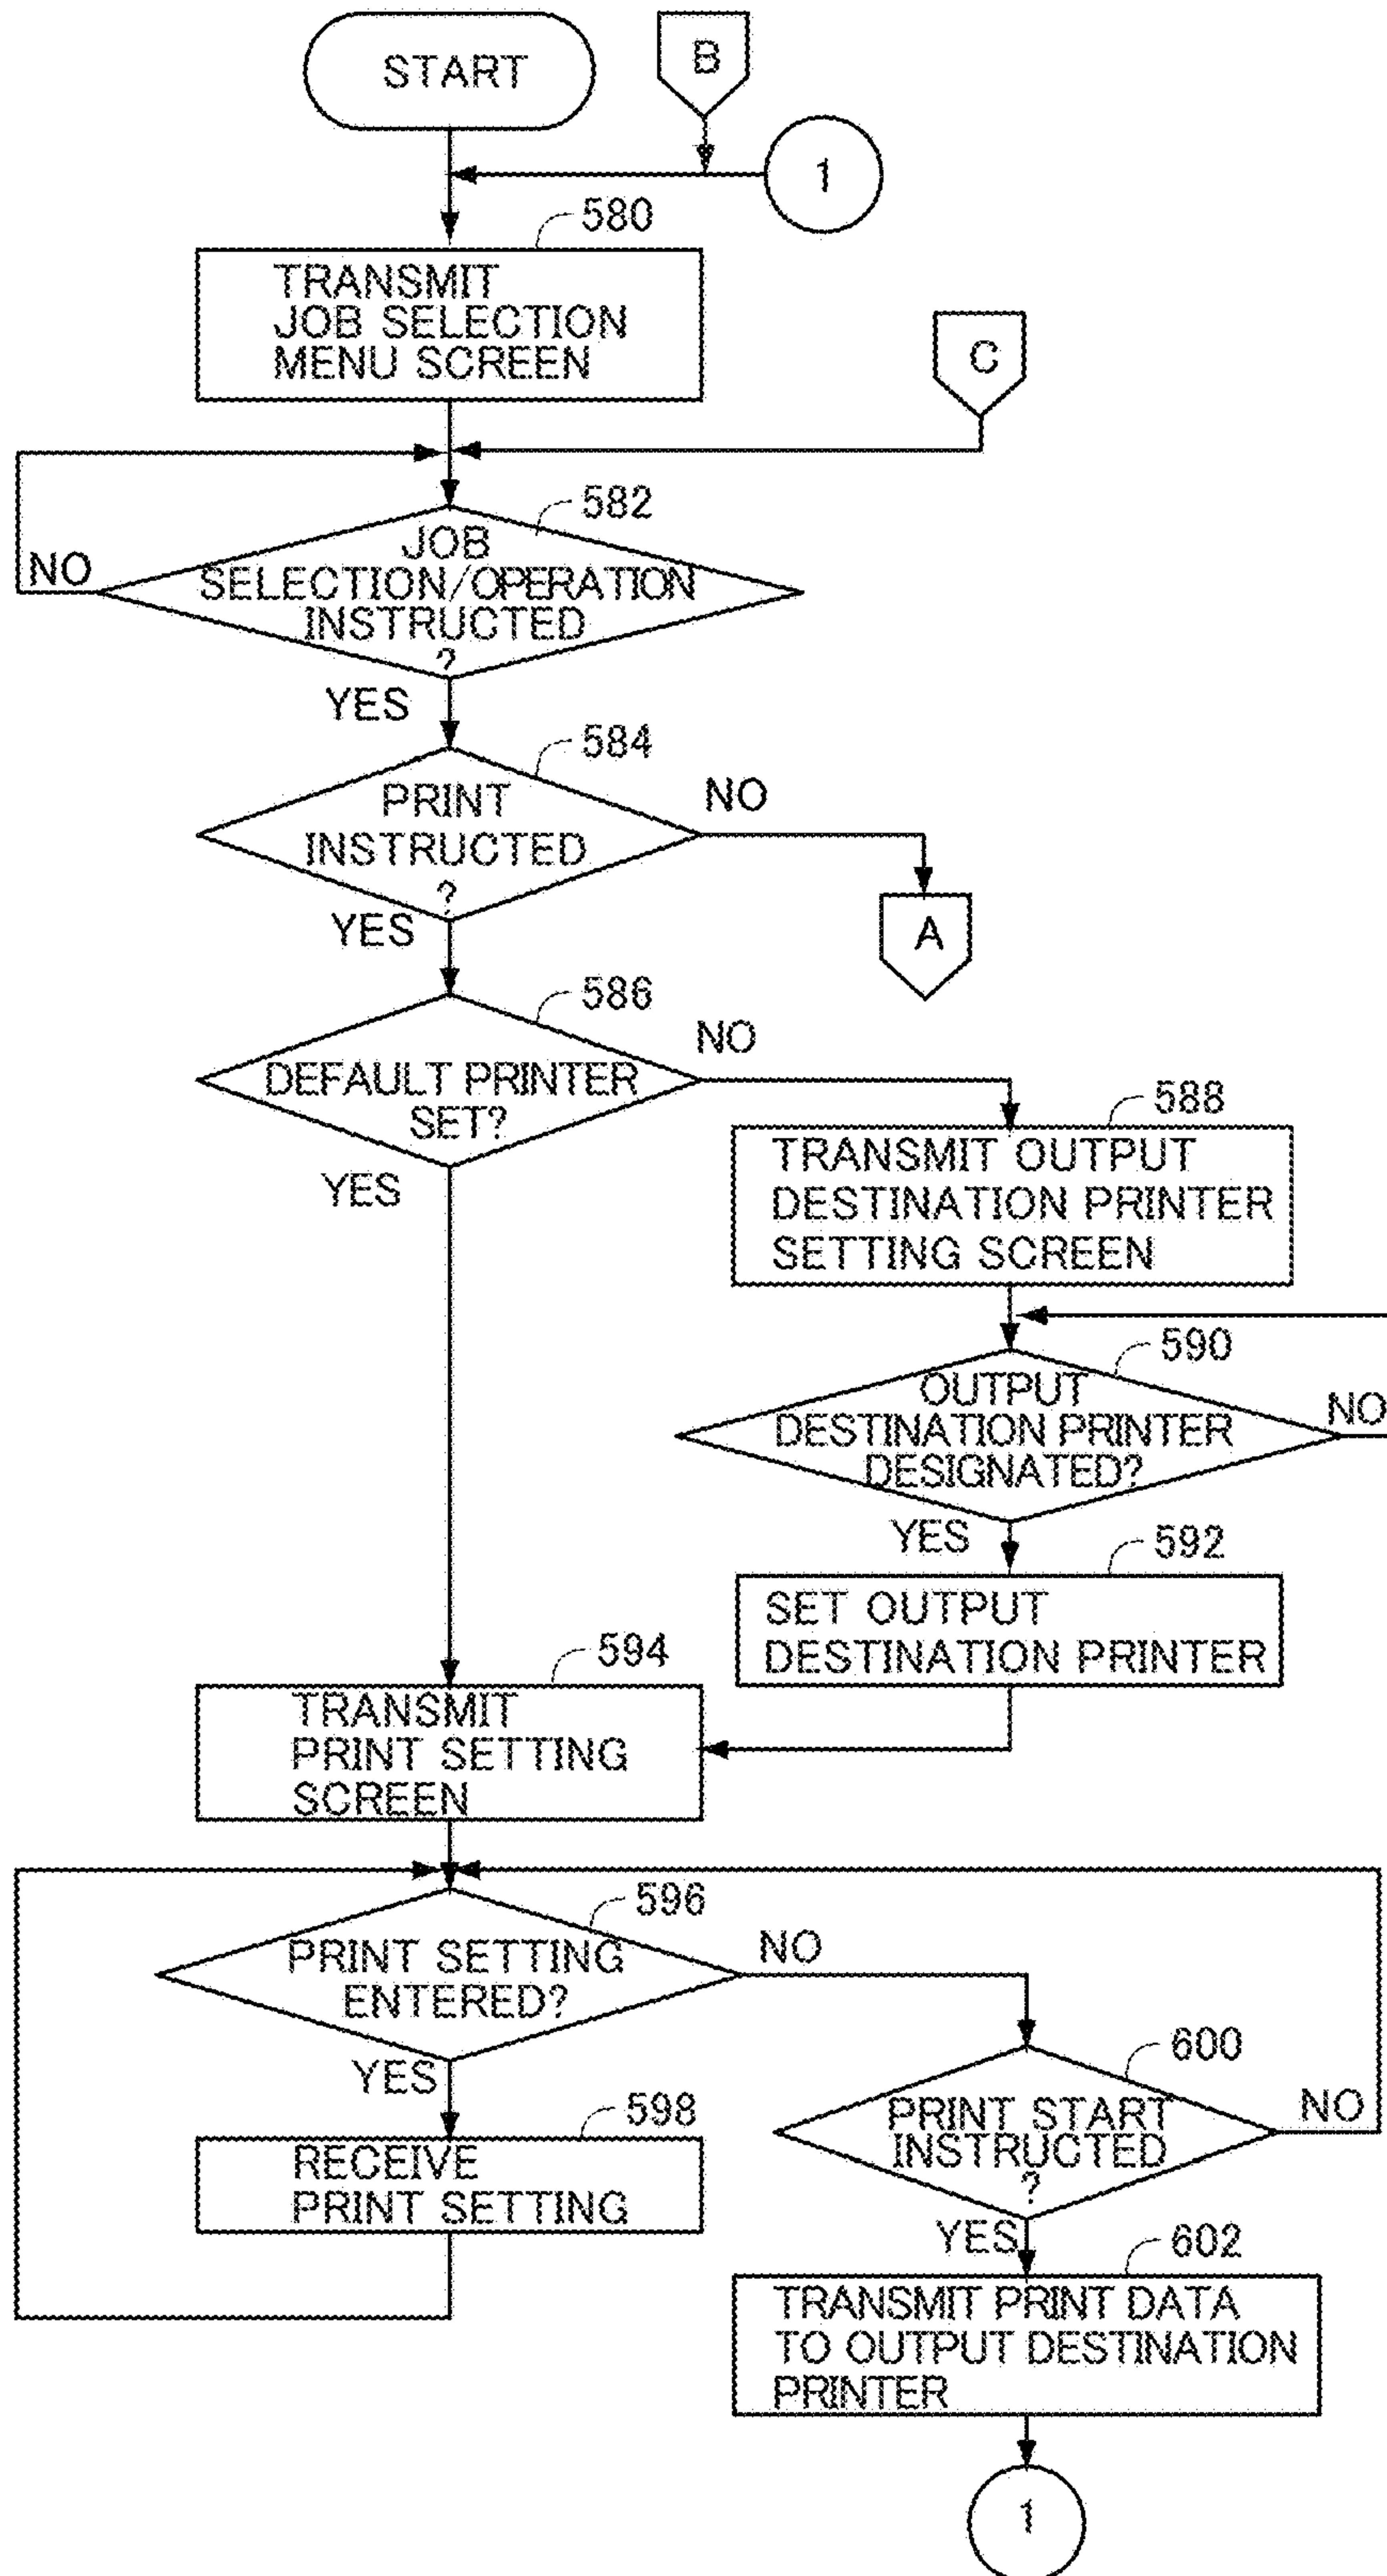 START
B
1
580
TRANSMIT
JOB SELECTION
MENU SCREEN
C
582
JOB
SELECTION/OPERATION
INSTRUCTED
?
NO
YES
584
PRINT
INSTRUCTED
?
NO
YES
A
586
DEFAULT PRINTER
SET?
NO
YES
588
TRANSMIT OUTPUT
DESTINATION PRINTER
SETTING SCREEN
590
OUTPUT
DESTINATION PRINTER
DESIGNATED?
NO
YES
592
SET OUTPUT
DESTINATION PRINTER
594
TRANSMIT
PRINT SETTING
SCREEN
596
PRINT SETTING
ENTERED?
NO
YES
598
RECEIVE
PRINT SETTING
600
PRINT START
INSTRUCTED
?
NO
YES
602
TRANSMIT PRINT DATA
TO OUTPUT DESTINATION
PRINTER
1